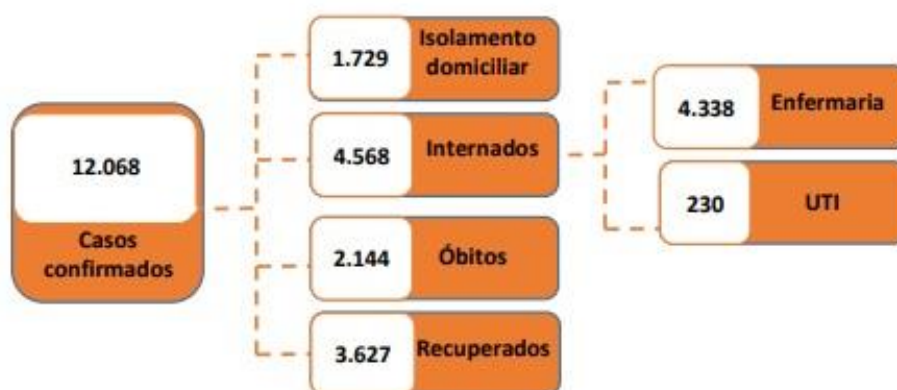 12.068
Casos
confirmados
1.729
Isolamento
domiciliar
4.568
Internados
2.144
Óbitos
3.627
Recuperados
4.338
Enfermaria
230
UTI